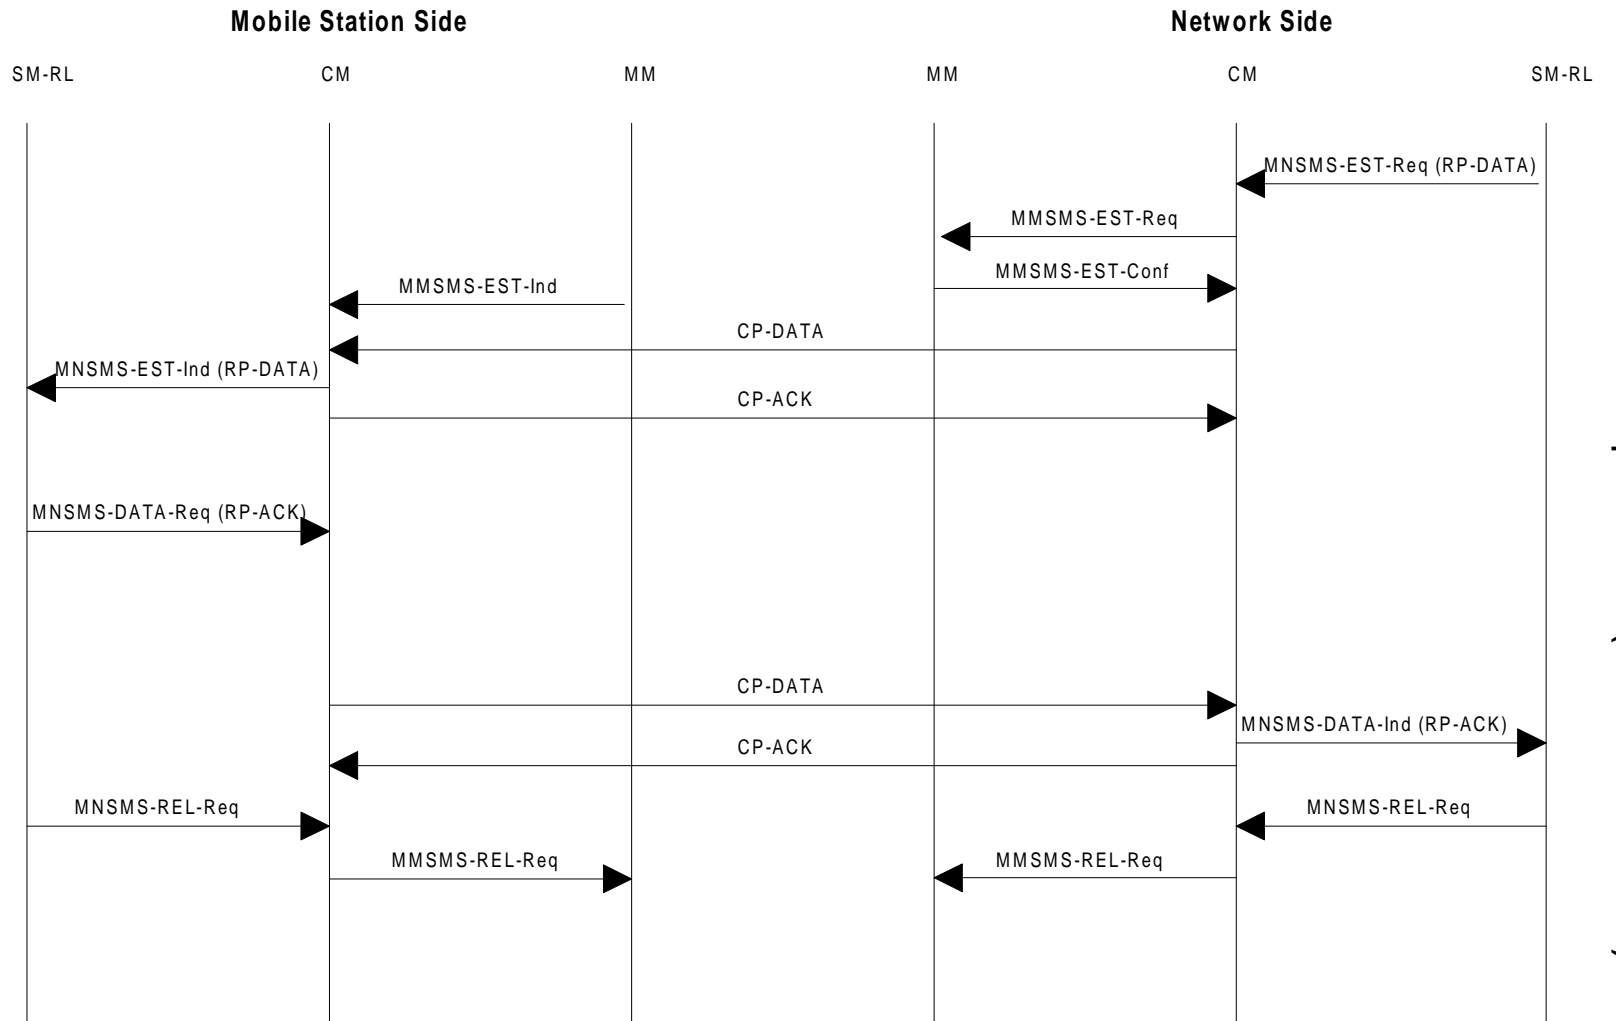 Mobile Station Side
Network Side
SM-RL
CM
MM
MM
CM
SM-RL
MNSMS-EST-Req (RP-DATA)
MMSMS-EST-Req
MMSMS-EST-Conf
MMSMS-EST-Ind
CP-DATA
MNSMS-EST-Ind (RP-DATA)
CP-ACK
MNSMS-DATA-Req (RP-ACK)
CP-DATA
MNSMS-DATA-Ind (RP-ACK)
CP-ACK
MNSMS-REL-Req
MNSMS-REL-Req
MMSMS-REL-Req
MMSMS-REL-Req